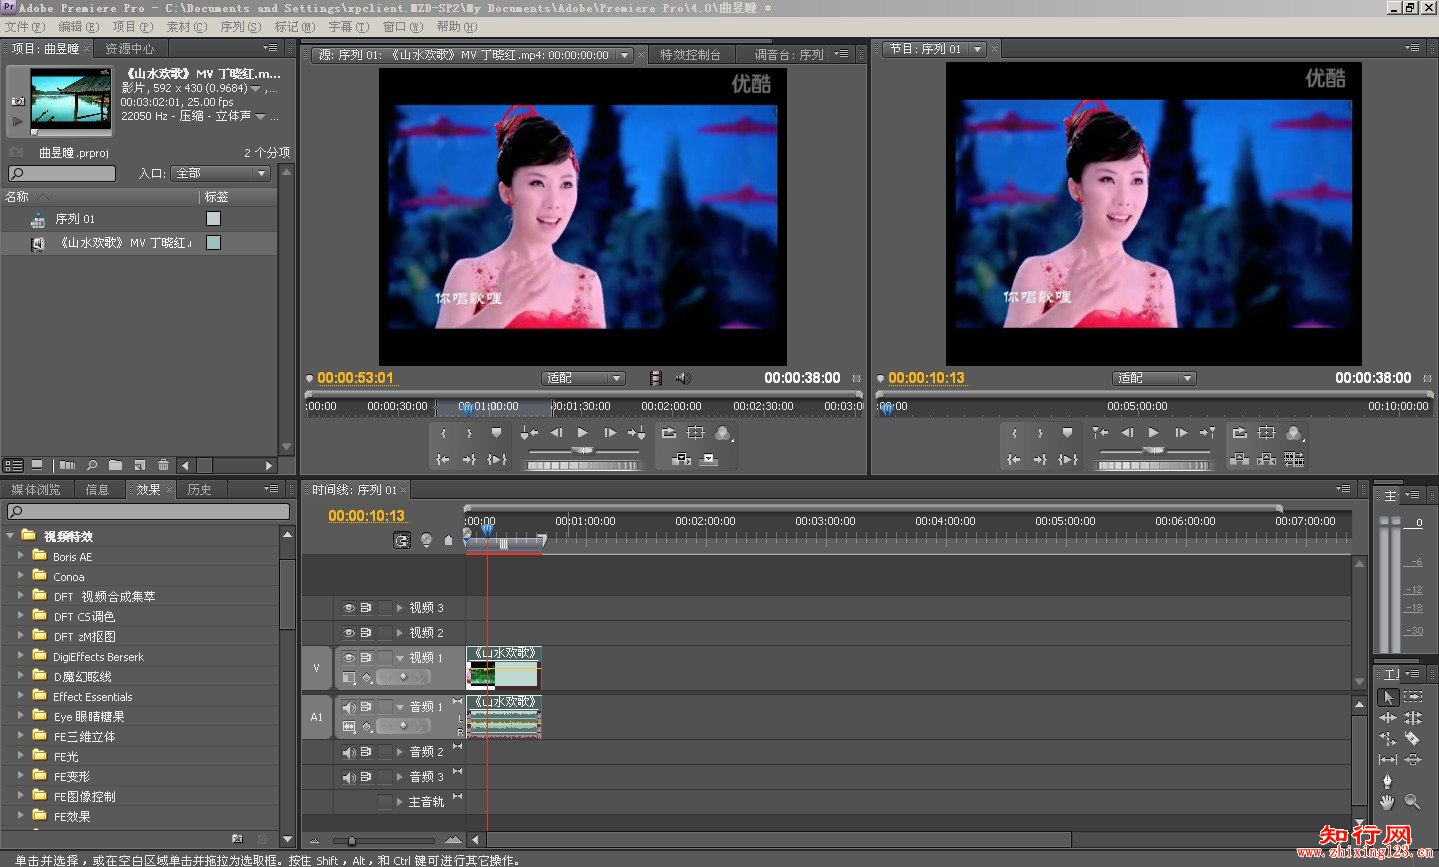 Adobe Premiere Pro - C:\Documents and Settings\xpclient.MZD-SP2\My Documents\Adobe\Premiere Pro\4.0\曲昱曈 *
文件(F) 编辑(E) 项目(P) 素材(C) 序列(S) 标记(M) 字幕(T) 窗口(W) 帮助(H)
项目: 曲昱曈 × 资源中心
《山水欢歌》MV 丁晓红.m...
影片, 592 x 430 (0.9684) ,...
00:03:02:01, 25.00 fps
22050 Hz - 压缩 - 立体声 ...
曲昱曈.prproj 2 个分项
入口: 全部
名称 标签
序列 01
《山水欢歌》MV 丁晓红.
源: 序列 01: 《山水欢歌》MV 丁晓红.mp4: 00:00:00:00 × 特效控制台 调音台: 序列
优酷
你唱歌哩
00:00:53:01 适配 00:00:38:00
:00:00 00:00:30:00 00:01:00:00 00:01:30:00 00:02:00:00 00:02:30:00 00:03:0
节目: 序列 01 ×
优酷
你唱歌哩
00:00:10:13 适配 00:00:38:00
:00:00 00:05:00:00 00:10:00:00
媒体浏览 信息 效果 × 历史
视频特效
Boris AE
Conoa
DFT 视频合成集萃
DFT CS调色
DFT zM抠图
DigiEffects Berserk
D魔幻眩线
Effect Essentials
Eye 眼睛糖果
FE三维立体
FE光
FE变形
FE图像控制
FE效果
时间线: 序列 01 ×
00:00:10:13
:00:00 00:01:00:00 00:02:00:00 00:03:00:00 00:04:00:00 00:05:00:00 00:06:00:00 00:07:00:00
视频 3
视频 2
V 视频 1 《山水欢歌》
A1 音频 1 《山水欢歌》
L
R
音频 2
音频 3
主音轨
主
0
-6
-12
-18
-30
工
知行网
www.zhixing123.cn
单击并选择，或在空白区域单击并拖拉为选取框。按住 Shift，Alt，和 Ctrl 键可进行其它操作。